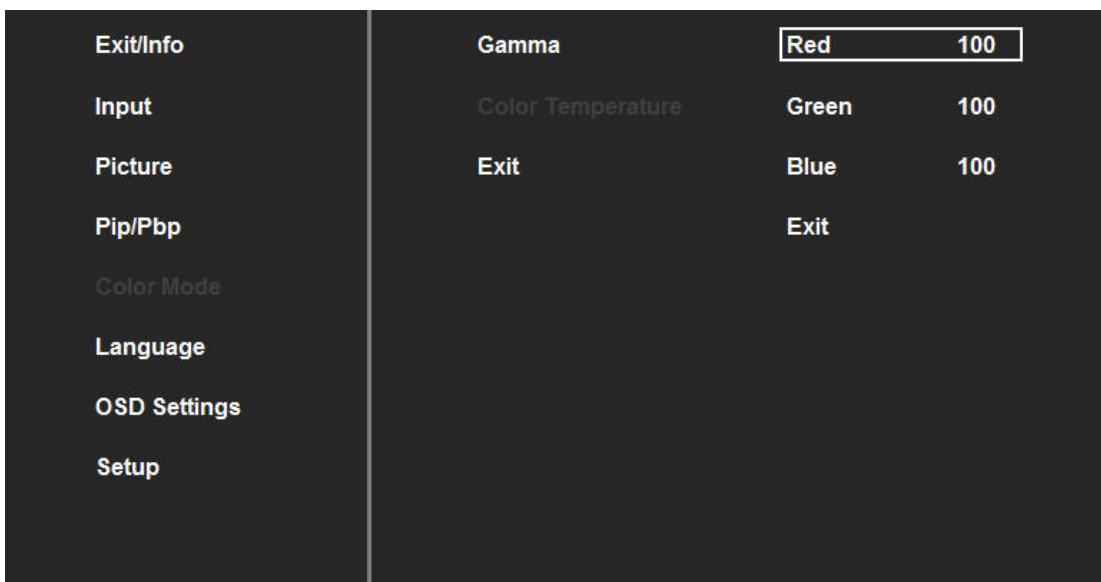 Exit/Info
Input
Picture
Pip/Pbp
Color Mode
Language
OSD Settings
Setup
Gamma
Color Temperature
Exit
Red 100
Green 100
Blue 100
Exit